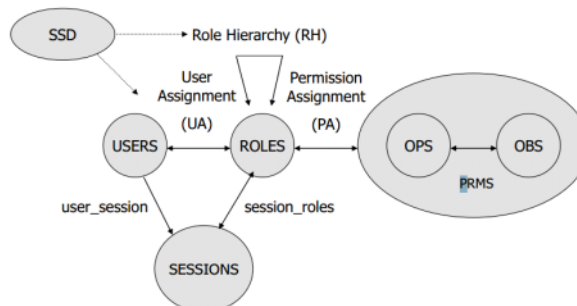 SSD
Role Hierarchy (RH)
User
Assignment
(UA)
Permission
Assignment
(PA)
USERS
ROLES
OPS
OBS
PRMS
user_session
session_roles
SESSIONS